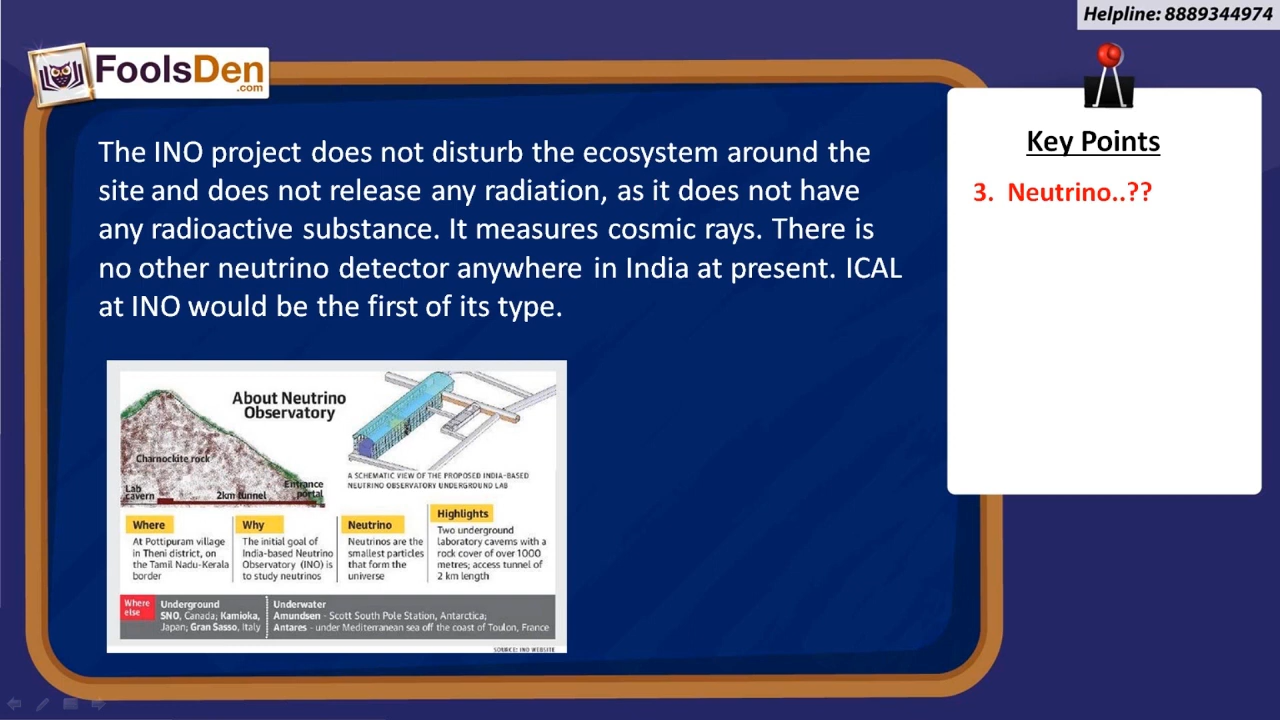 Helpline: 8889344974
FoolsDen
.com
The INO project does not disturb the ecosystem around the
site and does not release any radiation, as it does not have
any radioactive substance. It measures cosmic rays. There is
no other neutrino detector anywhere in India at present. ICAL
at INO would be the first of its type.
Key Points
3. Neutrino..??
About Neutrino
Observatory
Charnockite rock
Lab
cavern
2km tunnel
Entrance
portal
A SCHEMATIC VIEW OF THE PROPOSED INDIA-BASED
NEUTRINO OBSERVATORY UNDERGROUND LAB
Where
At Pottipuram village
in Theni district, on
the Tamil Nadu-Kerala
border
Why
The initial goal of
India-based Neutrino
Observatory (INO) is
to study neutrinos
Neutrino
Neutrinos are the
smallest particles
that form the
universe
Highlights
Two underground
laboratory caverns with a
rock cover of over 1000
metres; access tunnel of
2 km length
Where
else
Underground
SNO, Canada; Kamioka,
Japan; Gran Sasso, Italy
Underwater
Amundsen - Scott South Pole Station, Antarctica;
Antares - under Mediterranean sea off the coast of Toulon, France
SOURCE: INO WEBSITE